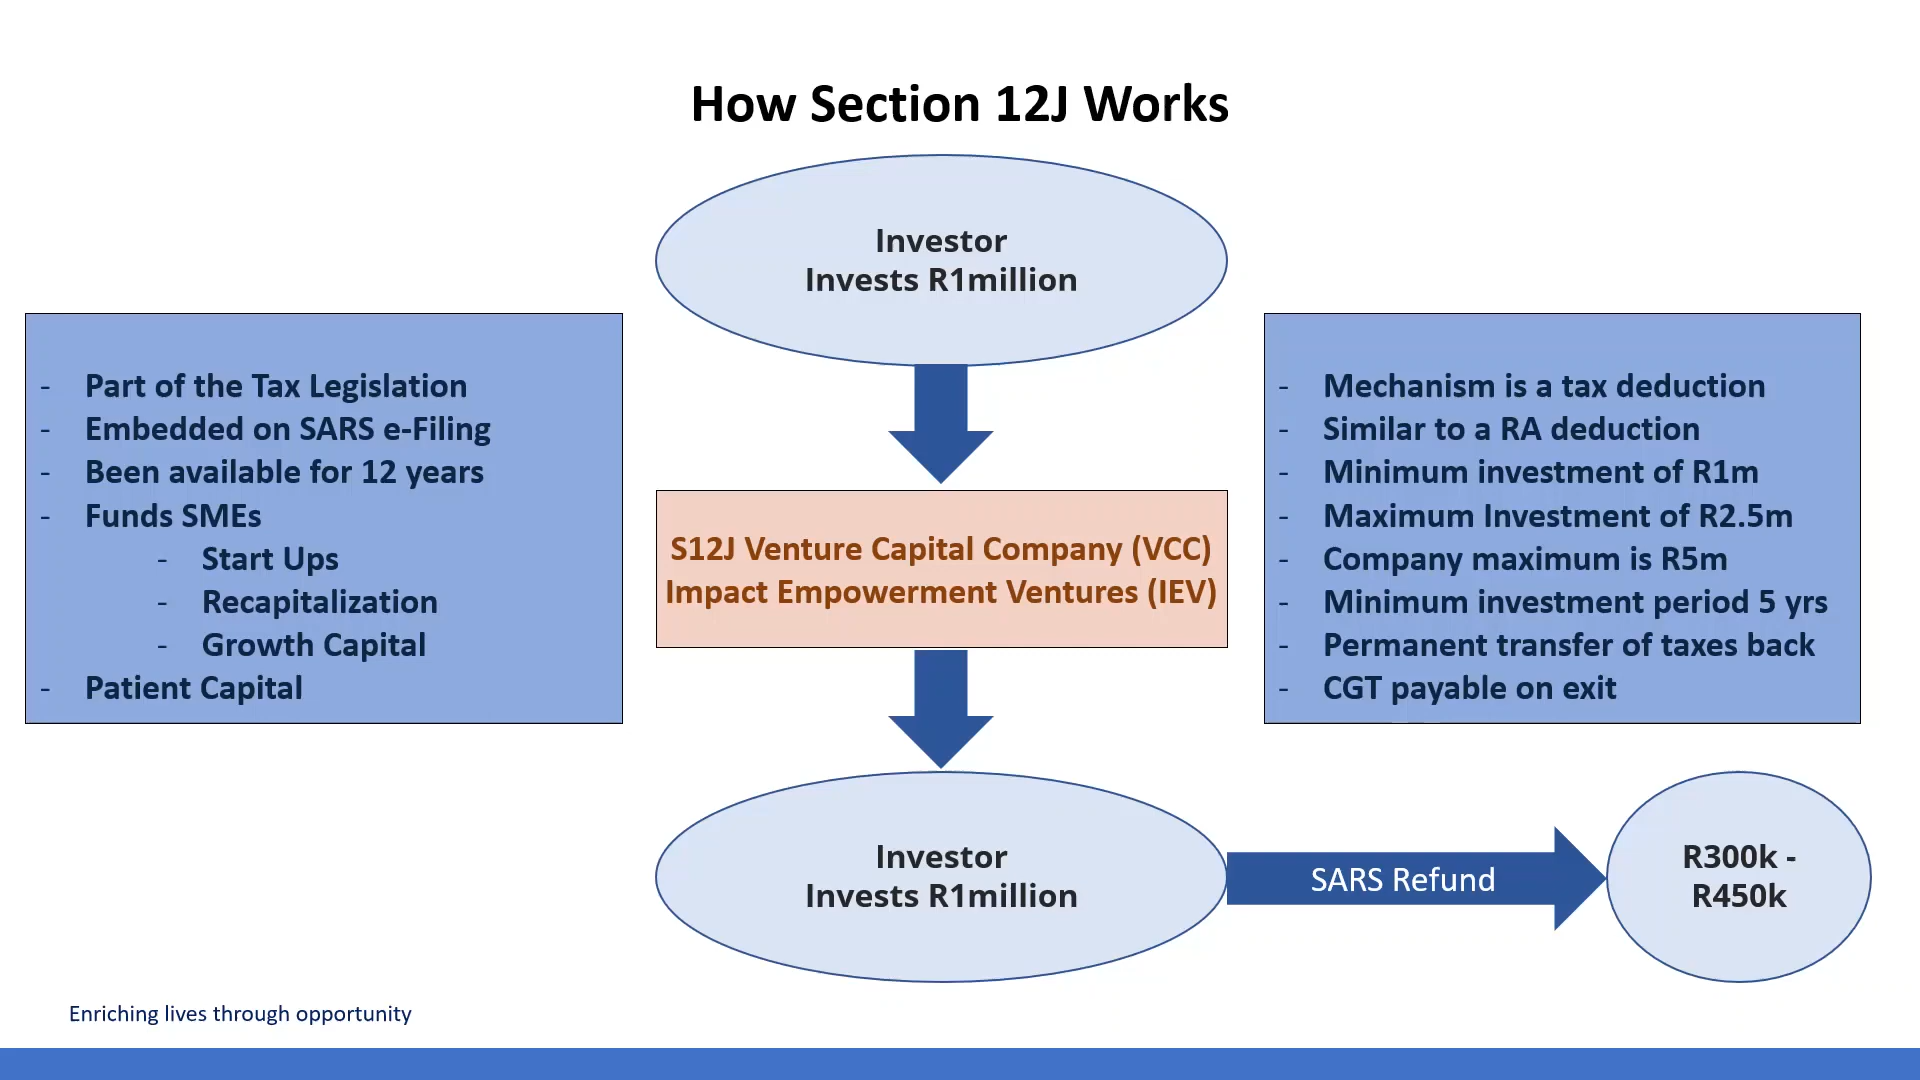 How Section 12J Works
Investor
Invests R1million
- Part of the Tax Legislation
- Embedded on SARS e-Filing
- Been available for 12 years
- Funds SMEs
- Start Ups
- Recapitalization
- Growth Capital
- Patient Capital
S12J Venture Capital Company (VCC)
Impact Empowerment Ventures (IEV)
- Mechanism is a tax deduction
- Similar to a RA deduction
- Minimum investment of R1m
- Maximum Investment of R2.5m
- Company maximum is R5m
- Minimum investment period 5 yrs
- Permanent transfer of taxes back
- CGT payable on exit
Investor
Invests R1million
SARS Refund
R300k -
R450k
Enriching lives through opportunity